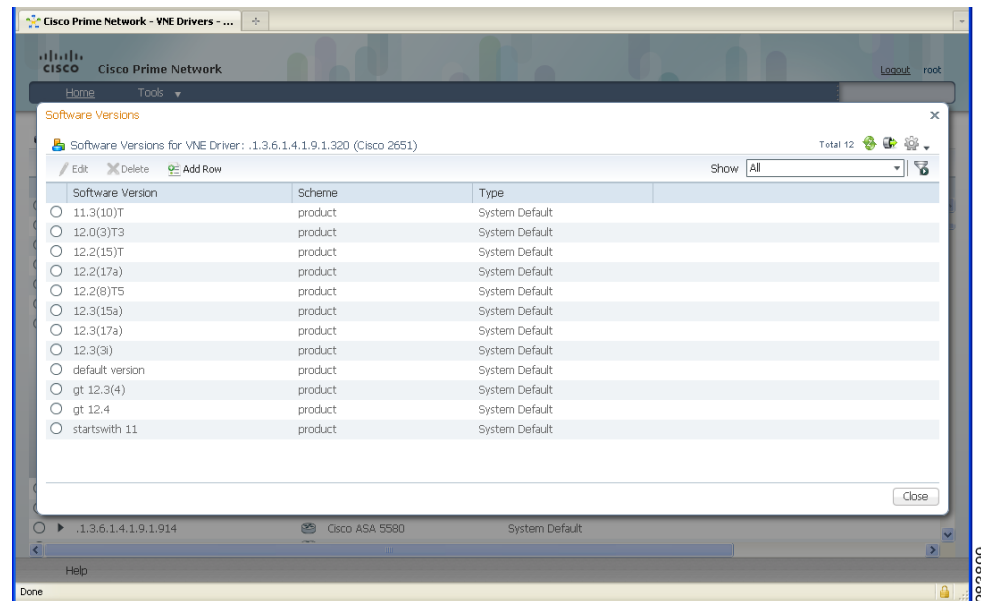 Cisco Prime Network - VNE Drivers - ...
CISCO Cisco Prime Network
Logout root
Home Tools
Software Versions
Software Versions for VNE Driver: .1.3.6.1.4.1.9.1.320 (Cisco 2651)
Total 12
Edit Delete Add Row Show All
Software Version Scheme Type
11.3(10)T product System Default
12.0(3)T3 product System Default
12.2(15)T product System Default
12.2(17a) product System Default
12.2(8)T5 product System Default
12.3(15a) product System Default
12.3(17a) product System Default
12.3(3i) product System Default
default version product System Default
gt 12.3(4) product System Default
gt 12.4 product System Default
startswith 11 product System Default
Close
.1.3.6.1.4.1.9.1.914 Cisco ASA 5580 System Default
Help
Done